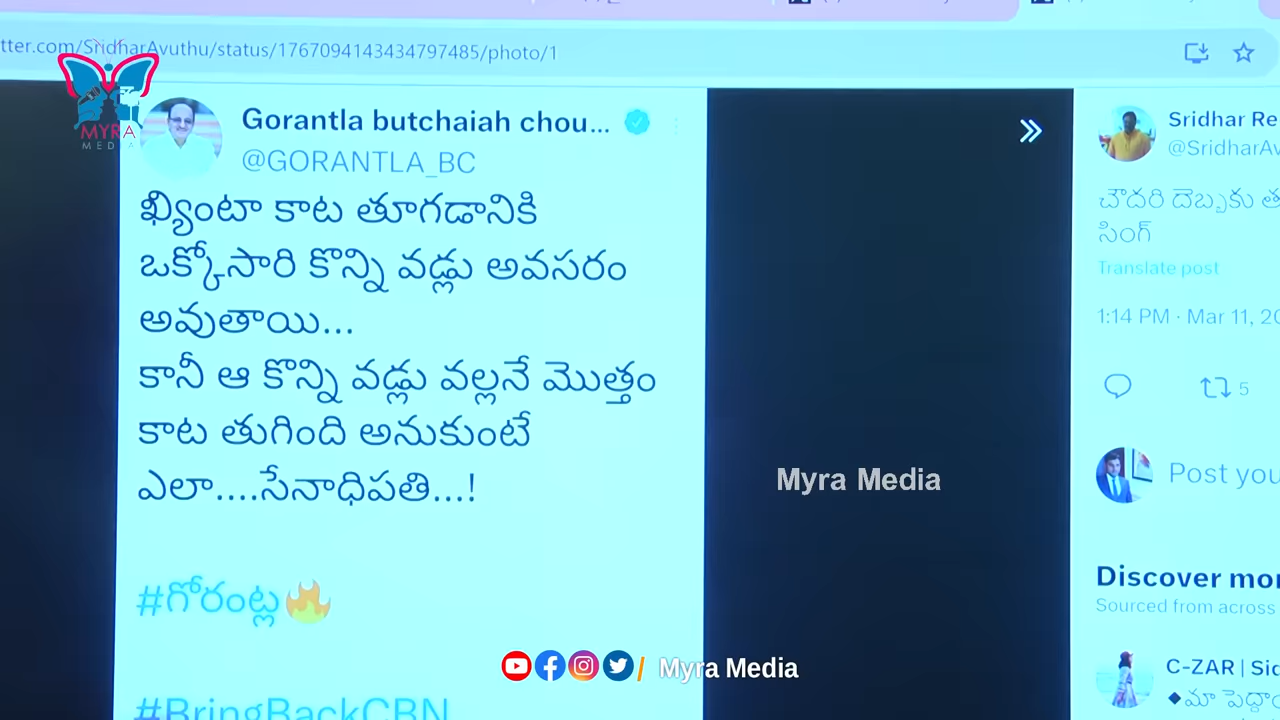 tter.com/SridharAvuthu/status/1767094143434797485/photo/1
MYRA
MEDIA
Gorantla butchaiah chou...
@GORANTLA_BC
ఖ్యింటా కాట తూగడానికి
ఒక్కోసారి కొన్ని వడ్లు అవసరం
అవుతాయి...
కానీ ఆ కొన్ని వడ్లు వల్లనే మొత్తం
కాట తుగింది అనుకుంటే
ఎలా....సేనాధిపతి...!
#గోరంట్ల🔥
#BringBackCBN
Myra Media
Sridhar Re
@SridharAv
చౌదరి దెబ్బకు త
సింగ్
Translate post
1:14 PM · Mar 11, 20
5
Post you
Discover mor
Sourced from across
C-ZAR | Sid
◆మా పెద్దా
/ Myra Media